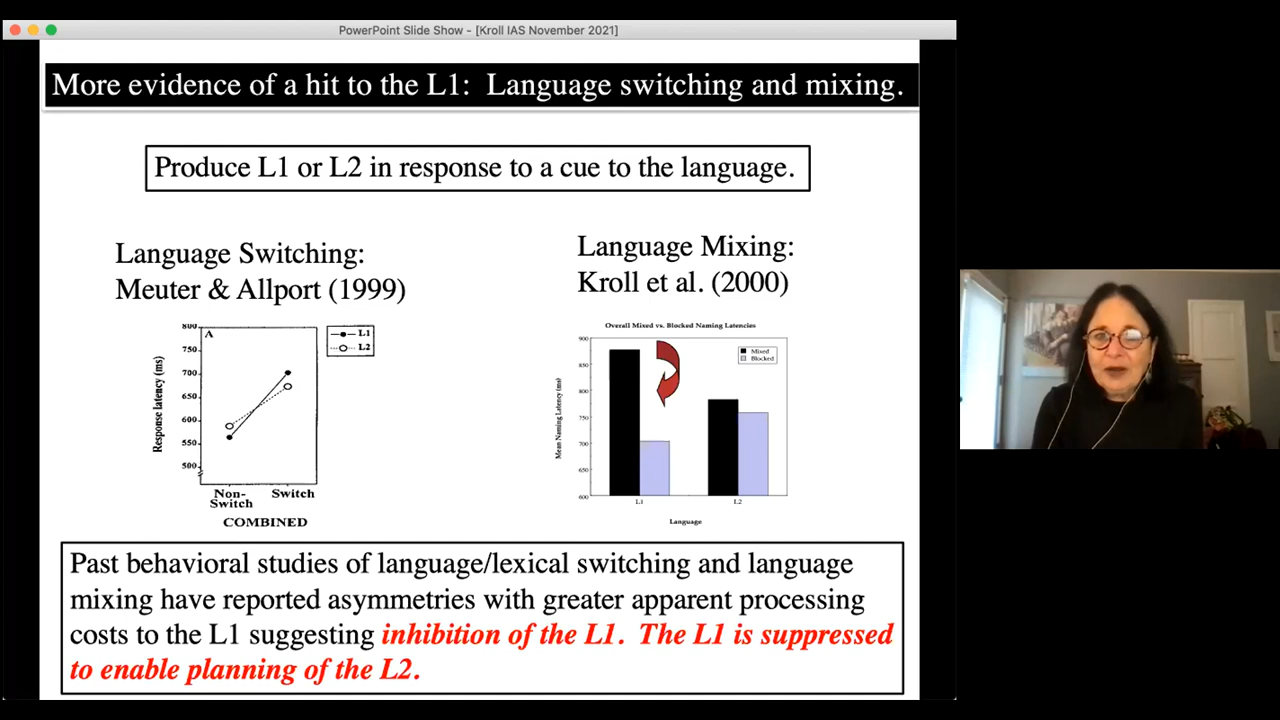 PowerPoint Slide Show - [Kroll IAS November 2021]
More evidence of a hit to the L1: Language switching and mixing.
Produce L1 or L2 in response to a cue to the language.
Language Switching:
Meuter & Allport (1999)
Language Mixing:
Kroll et al. (2000)
A
L1
L2
Response latency (ms)
800
750
700
650
600
550
500
Non-
Switch
Switch
COMBINED
Overall Mixed vs. Blocked Naming Latencies
Mixed
Blocked
Mean Naming Latency (ms)
900
850
800
750
700
650
600
L1
L2
Language
Past behavioral studies of language/lexical switching and language
mixing have reported asymmetries with greater apparent processing
costs to the L1 suggesting inhibition of the L1. The L1 is suppressed
to enable planning of the L2.